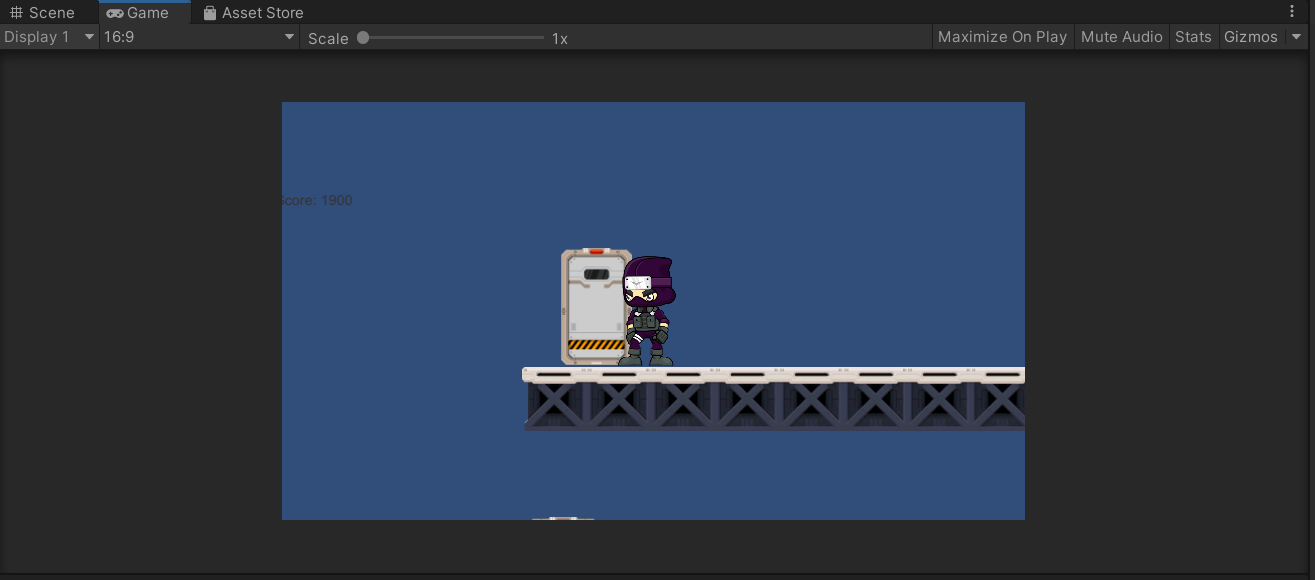 Scene Game Asset Store
Display 1 16:9 Scale 1x Maximize On Play Mute Audio Stats Gizmos
Score: 1900